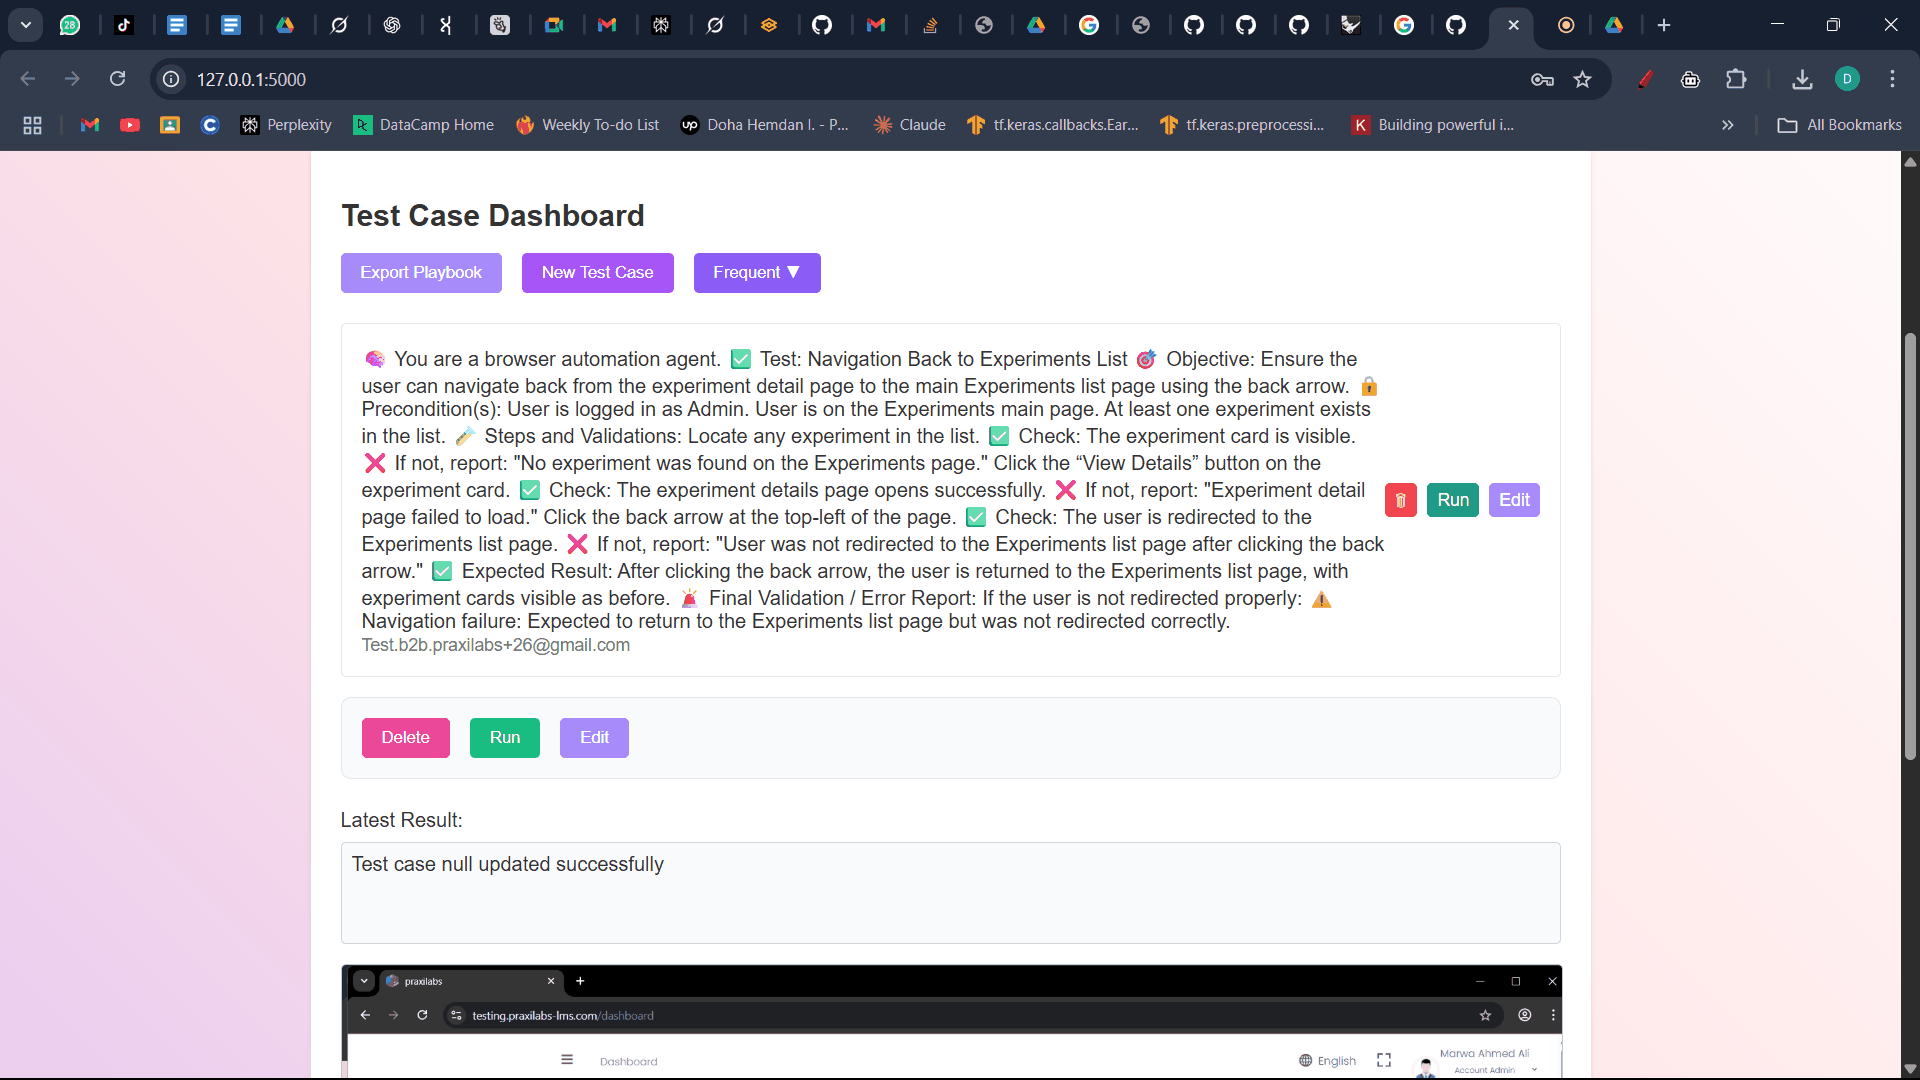 28
127.0.0.1:5000
D
Perplexity
DataCamp Home
Weekly To-do List
Doha Hemdan I. - P...
Claude
tf.keras.callbacks.Ear...
tf.keras.preprocessi...
Building powerful i...
All Bookmarks
Test Case Dashboard
Export Playbook
New Test Case
Frequent ▼
🧠 You are a browser automation agent. ✅ Test: Navigation Back to Experiments List 🎯 Objective: Ensure the
user can navigate back from the experiment detail page to the main Experiments list page using the back arrow. 🔒
Precondition(s): User is logged in as Admin. User is on the Experiments main page. At least one experiment exists
in the list. 🧪 Steps and Validations: Locate any experiment in the list. ✅ Check: The experiment card is visible.
❌ If not, report: "No experiment was found on the Experiments page." Click the “View Details” button on the
experiment card. ✅ Check: The experiment details page opens successfully. ❌ If not, report: "Experiment detail
page failed to load." Click the back arrow at the top-left of the page. ✅ Check: The user is redirected to the
Experiments list page. ❌ If not, report: "User was not redirected to the Experiments list page after clicking the back
arrow." ✅ Expected Result: After clicking the back arrow, the user is returned to the Experiments list page, with
experiment cards visible as before. 🚨 Final Validation / Error Report: If the user is not redirected properly: ⚠️
Navigation failure: Expected to return to the Experiments list page but was not redirected correctly.
Test.b2b.praxilabs+26@gmail.com
Run
Edit
Delete
Run
Edit
Latest Result:
Test case null updated successfully
praxilabs
testing.praxilabs-lms.com/dashboard
Dashboard
English
Marwa Ahmed Ali
Account Admin